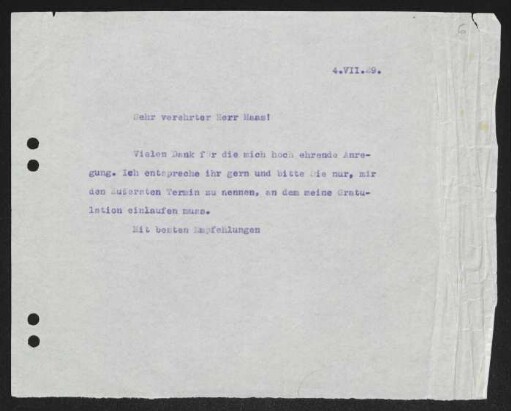 6
4.VII.29.
Sehr verehrter Herr Haas!
Vielen Dank für die mich hoch ehrende Anre-
gung. Ich entspreche ihr gern und bitte Sie nur, mir
den äußersten Termin zu nennen, an dem meine Gratu-
lation einlaufen muss.
Mit besten Empfehlungen